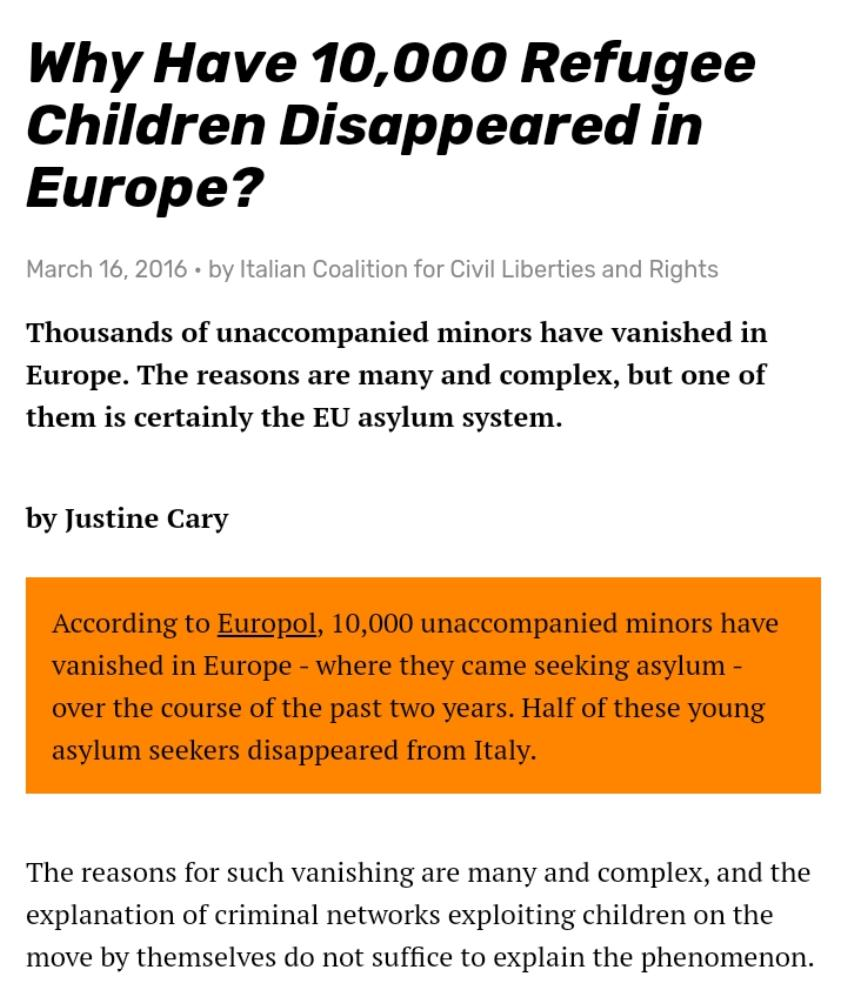 Why Have 10,000 Refugee
Children Disappeared in
Europe?
March 16, 2016 • by Italian Coalition for Civil Liberties and Rights
Thousands of unaccompanied minors have vanished in
Europe. The reasons are many and complex, but one of
them is certainly the EU asylum system.
by Justine Cary
According to Europol, 10,000 unaccompanied minors have
vanished in Europe - where they came seeking asylum -
over the course of the past two years. Half of these young
asylum seekers disappeared from Italy.
The reasons for such vanishing are many and complex, and the
explanation of criminal networks exploiting children on the
move by themselves do not suffice to explain the phenomenon.